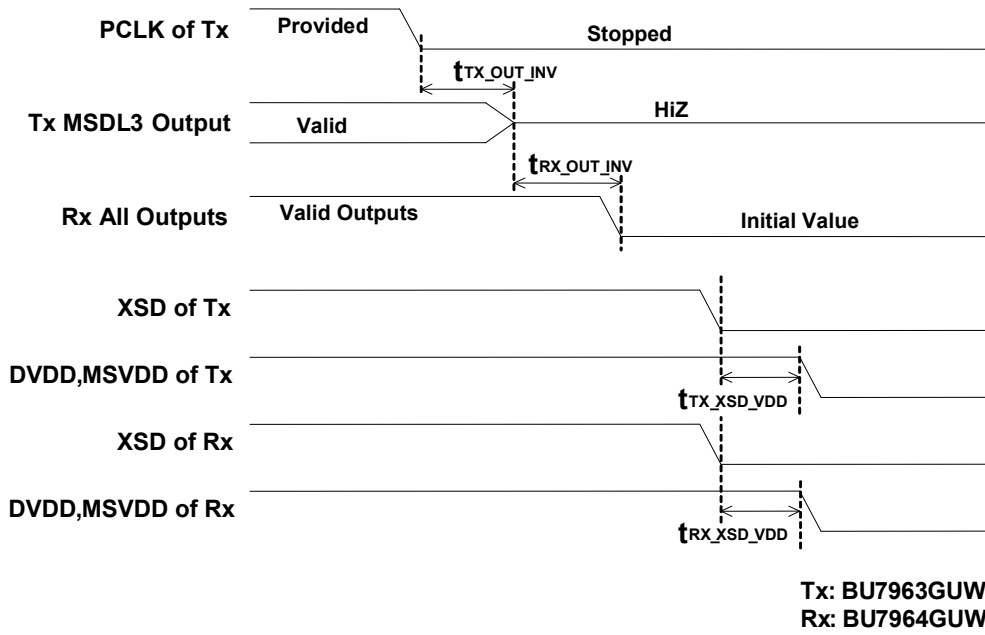 PCLK of Tx
Provided
Stopped
tTX_OUT_INV
Tx MSDL3 Output
Valid
HiZ
tRX_OUT_INV
Rx All Outputs
Valid Outputs
Initial Value
XSD of Tx
DVDD,MSVDD of Tx
tTX_XSD_VDD
XSD of Rx
DVDD,MSVDD of Rx
tRX_XSD_VDD
Tx: BU7963GUW
Rx: BU7964GUW